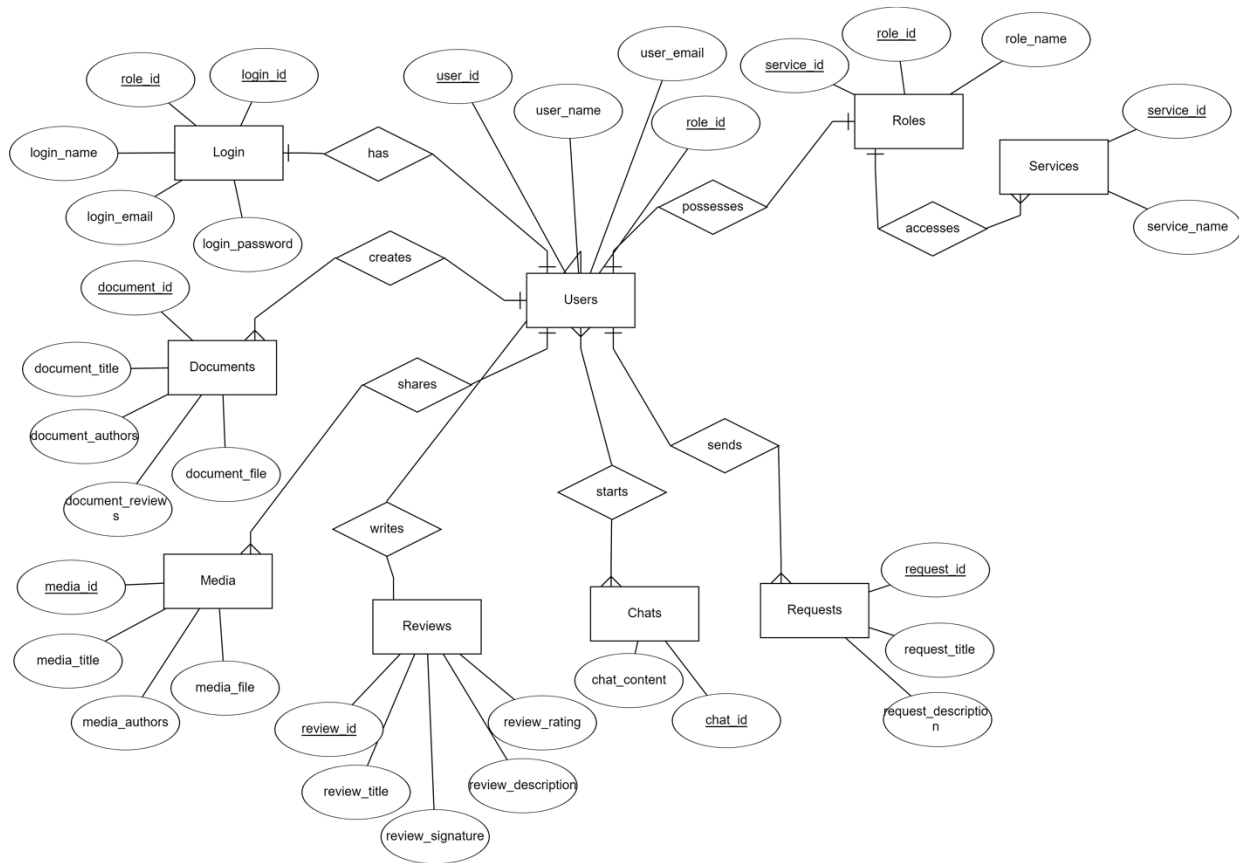 user_email
role_id
role_name
role_id
login_id
user_id
service_id
user_name
service_id
role_id
Roles
login_name
Login
has
Services
possesses
login_email
accesses
service_name
login_password
creates
document_id
Users
document_title
Documents
shares
document_authors
sends
document_file
document_review
s
starts
writes
Media
request_id
media_id
Chats
Requests
Reviews
request_title
media_title
chat_content
media_file
request_descriptio
n
media_authors
review_id
review_rating
chat_id
review_title
review_description
review_signature